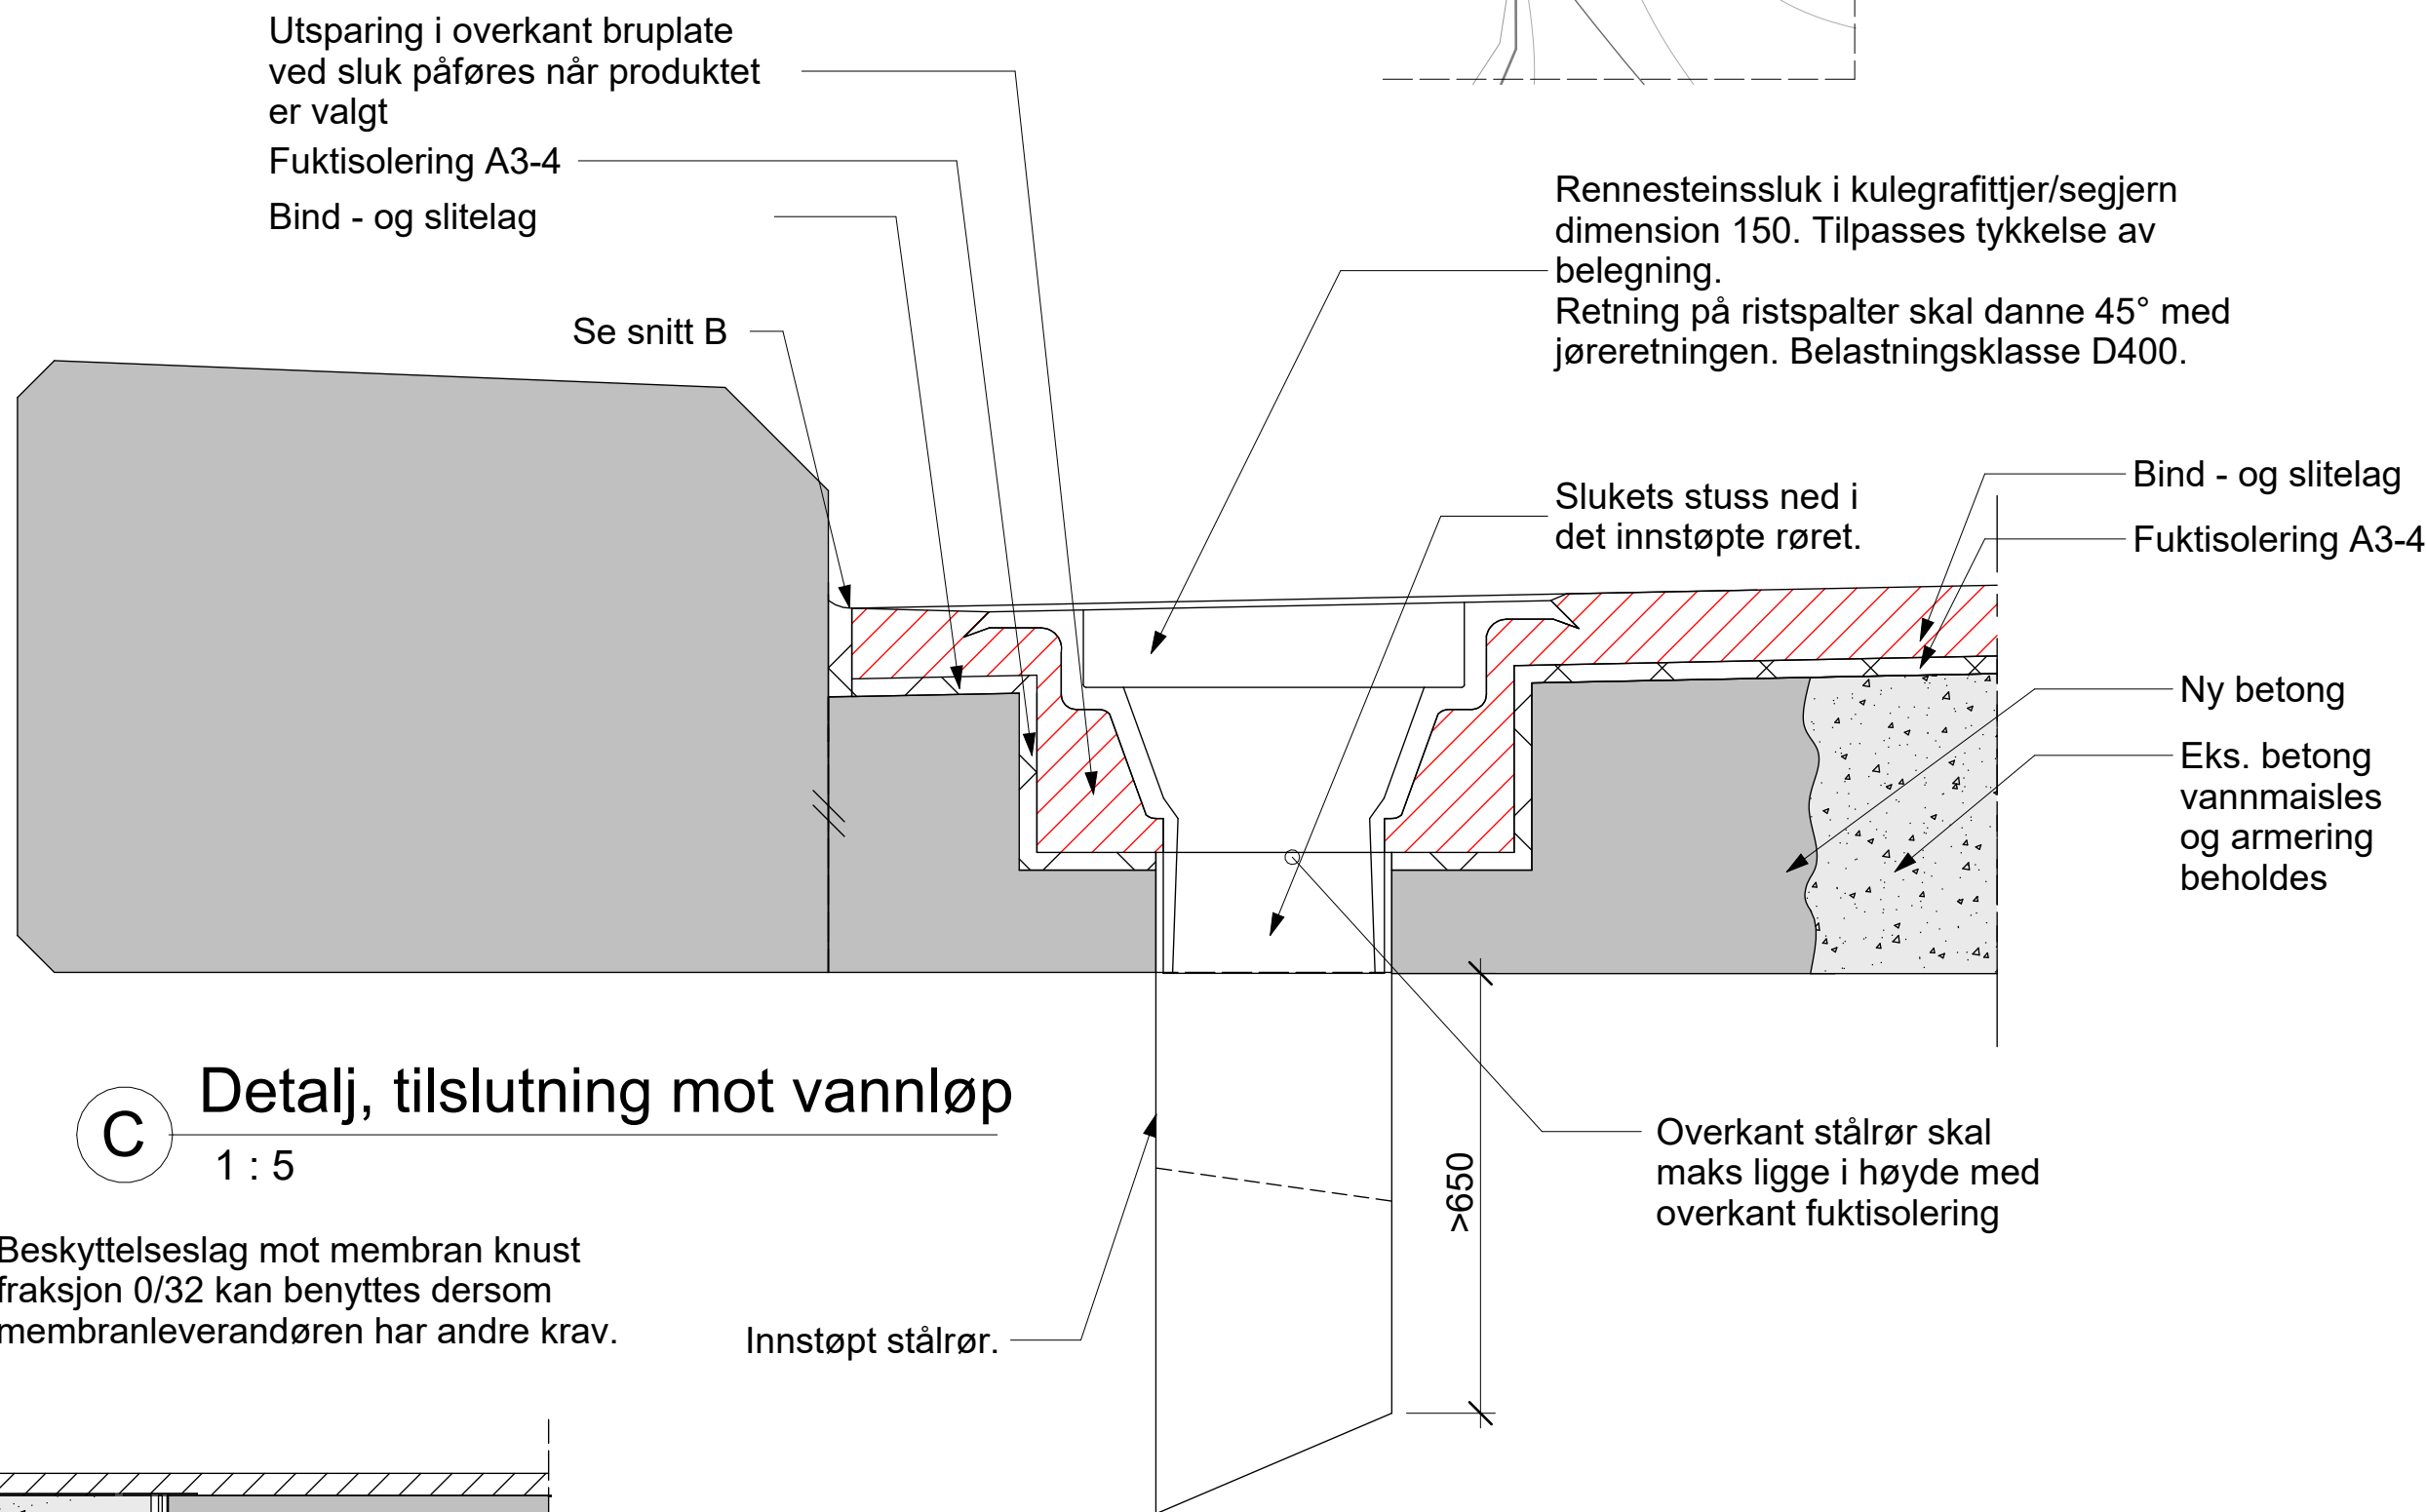 Utsparing i overkant bruplate
ved sluk påføres når produktet
er valgt
Fuktisolering A3-4
Bind - og slitelag
Se snitt B
Rennesteinssluk i kulegrafittjer/segjern
dimension 150. Tilpasses tykkelse av
belegning.
Retning på ristspalter skal danne 45° med
jøreretningen. Belastningsklasse D400.
Slukets stuss ned i
det innstøpte røret.
Bind - og slitelag
Fuktisolering A3-4
Ny betong
Eks. betong
vannmaisles
og armering
beholdes
C
Detalj, tilslutning mot vannløp
1 : 5
>650
Overkant stålrør skal
maks ligge i høyde med
overkant fuktisolering
Beskyttelseslag mot membran knust
fraksjon 0/32 kan benyttes dersom
membranleverandøren har andre krav.
Innstøpt stålrør.